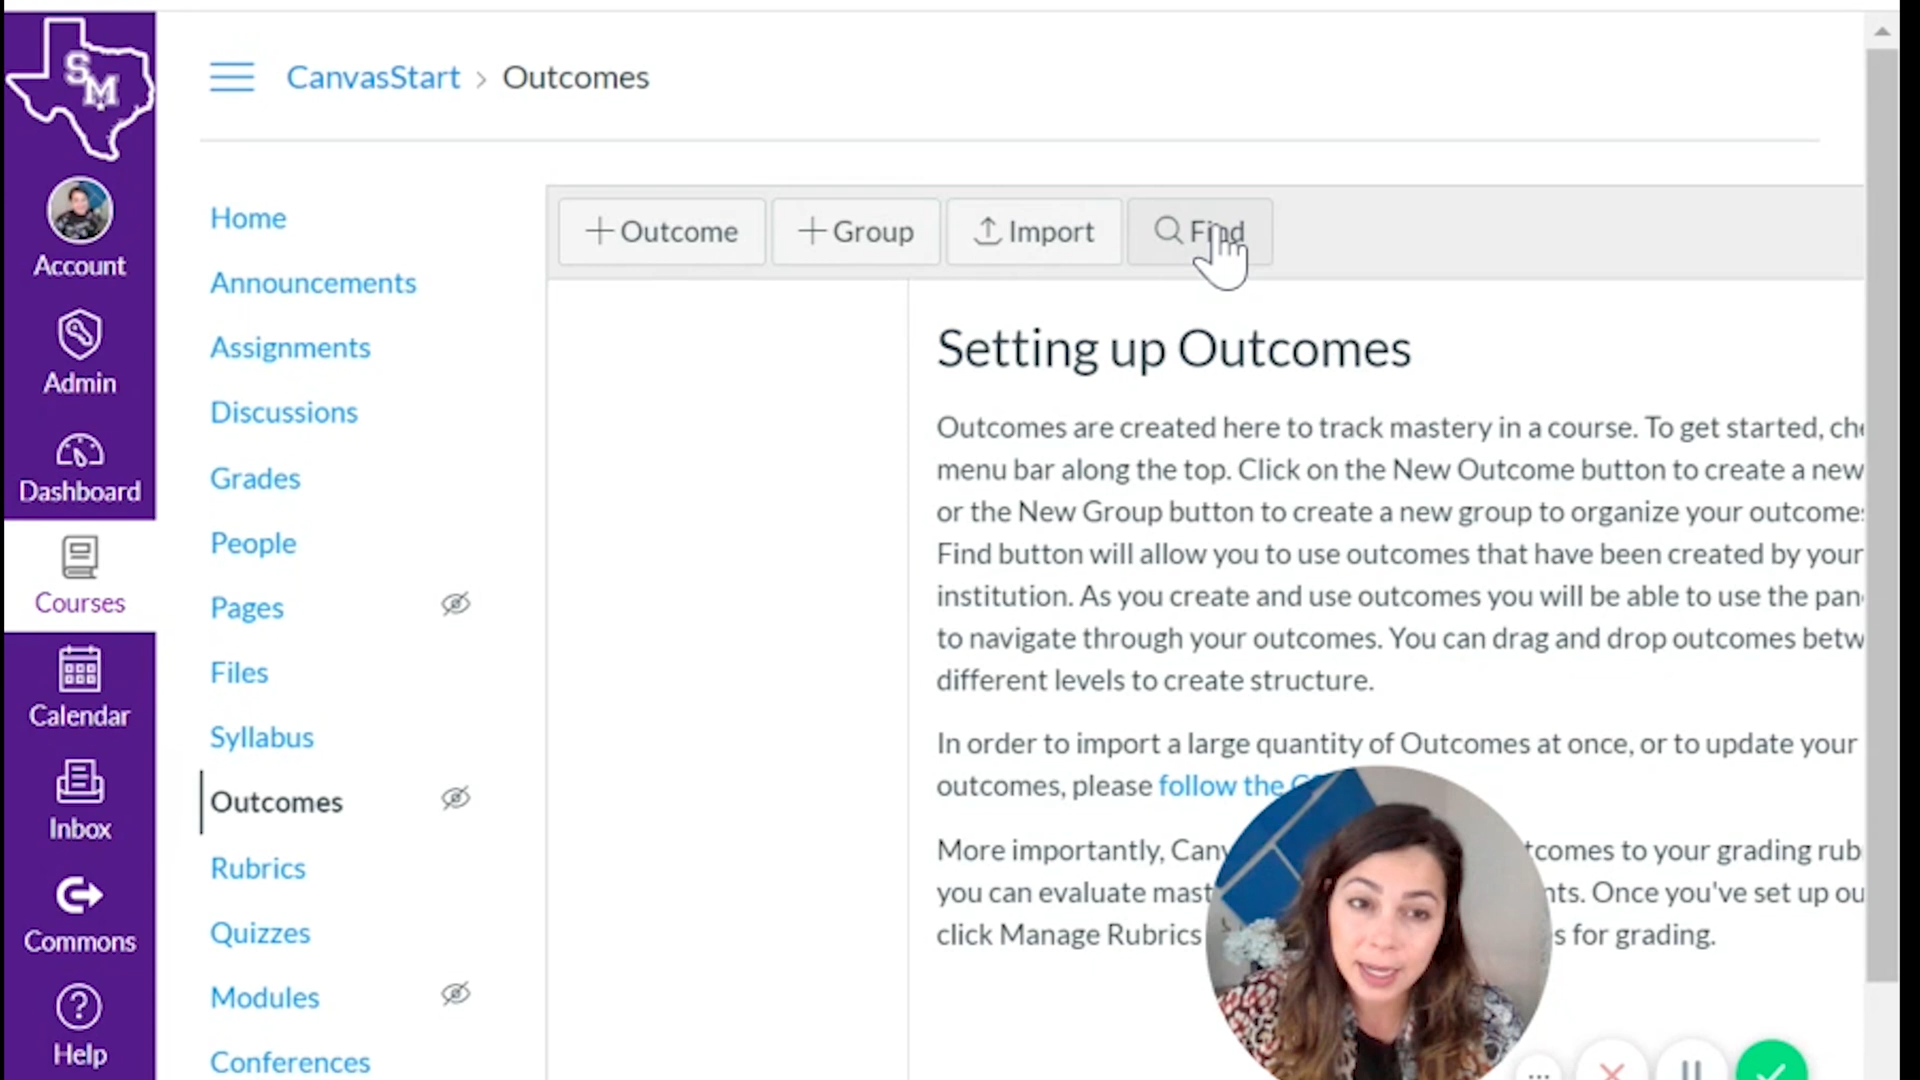 S
M
CanvasStart > Outcomes
Account
Admin
Dashboard
Courses
Calendar
Inbox
Commons
Help
Home
Announcements
Assignments
Discussions
Grades
People
Pages
Files
Syllabus
Outcomes
Rubrics
Quizzes
Modules
Conferences
+ Outcome
+ Group
Import
Find
Setting up Outcomes
Outcomes are created here to track mastery in a course. To get started,
menu bar along the top. Click on the New Outcome button to create a new
or the New Group button to create a new group to organize your
Find button will allow you to use outcomes that have been created by your
institution. As you create and use outcomes you will be able to use the
to navigate through your outcomes. You can drag and drop outcomes
different levels to create structure.
In order to import a large quantity of Outcomes at once, or to update your
outcomes, please follow the
More importantly, to your grading
you can evaluate Once you've set up
click Manage Rubrics for grading.